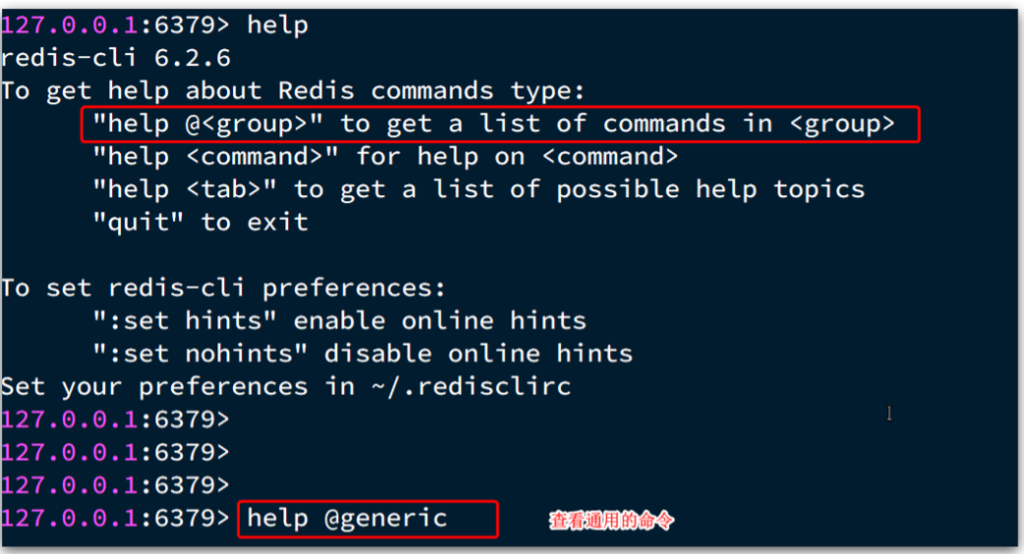 127.0.0.1:6379> help
redis-cli 6.2.6
To get help about Redis commands type:
"help @<group>" to get a list of commands in <group>
"help <command>" for help on <command>
"help <tab>" to get a list of possible help topics
"quit" to exit
To set redis-cli preferences:
":set hints" enable online hints
":set nohints" disable online hints
Set your preferences in ~/.redisclirc
127.0.0.1:6379>
127.0.0.1:6379>
127.0.0.1:6379>
127.0.0.1:6379> help @generic 查看通用的命令